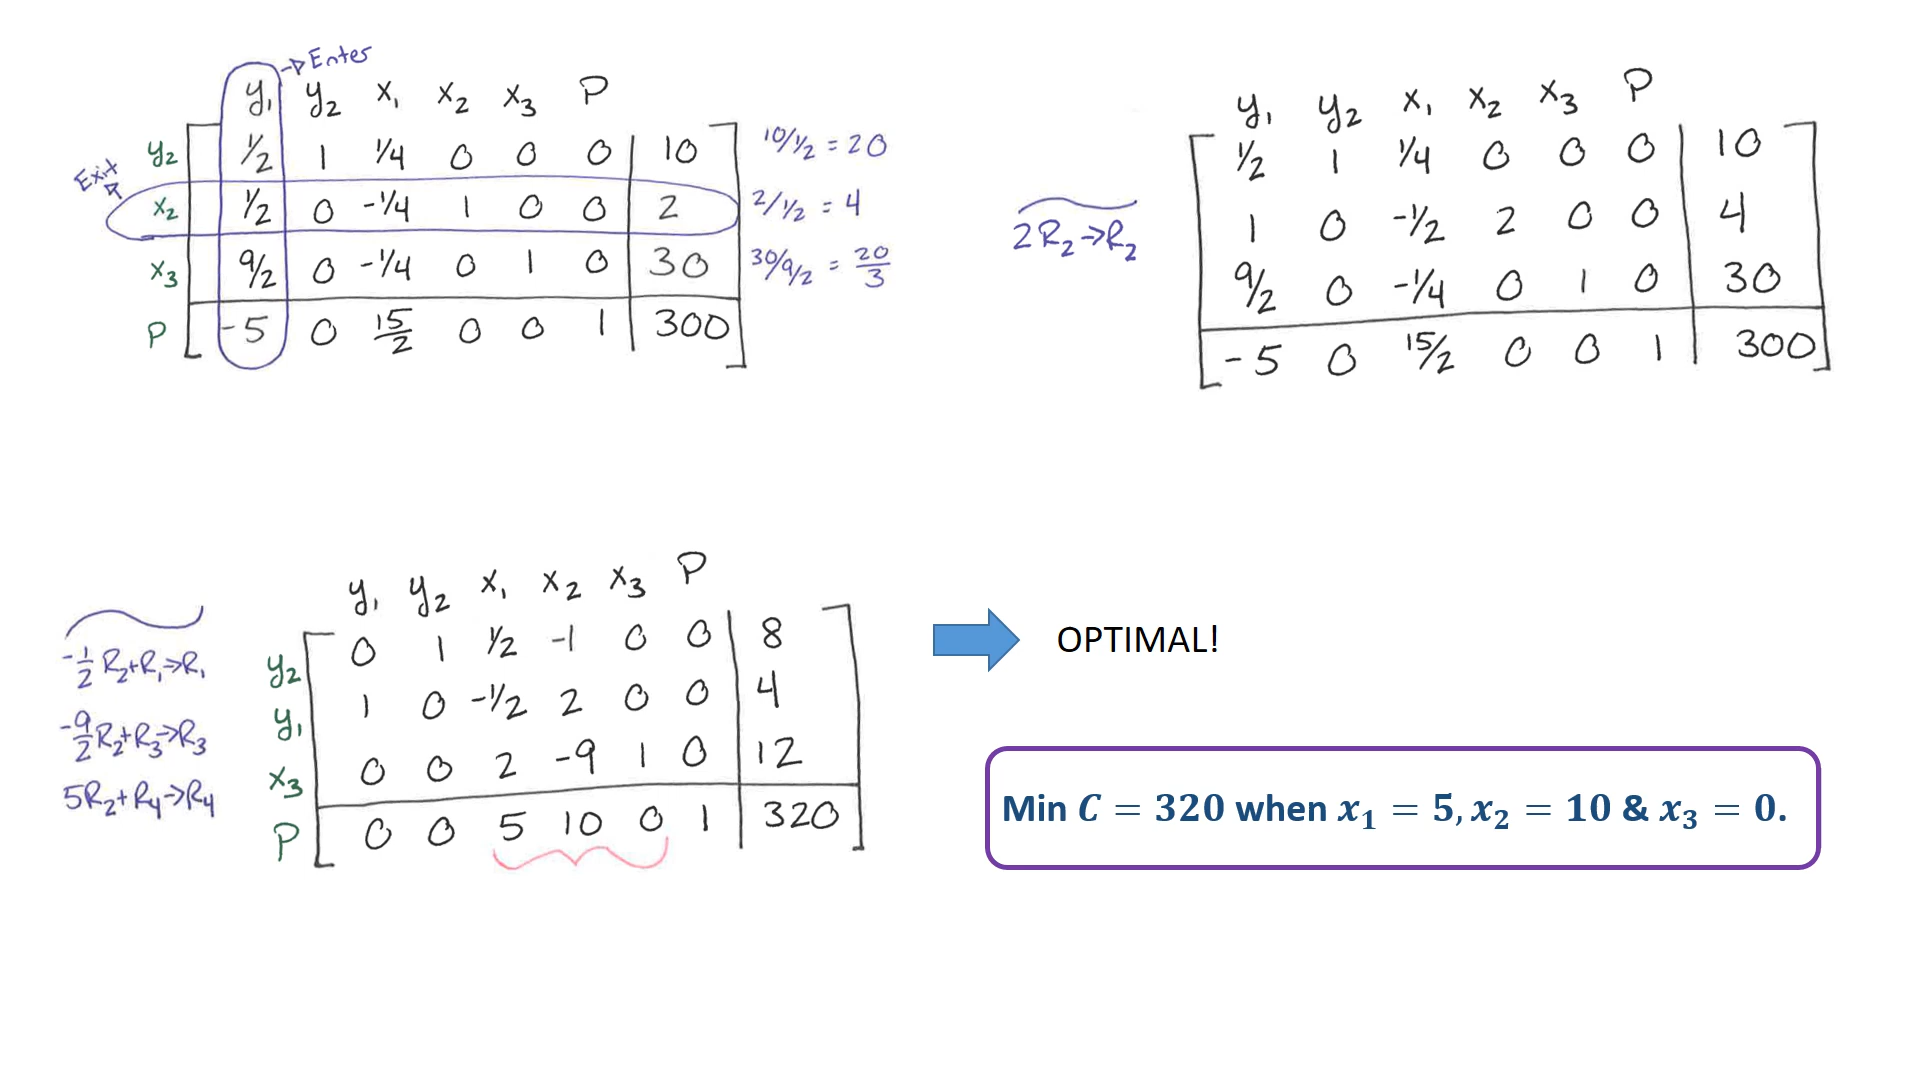 →Enter
y₁ y₂ x₁ x₂ x₃ P
y₂ ½ 1 ¼ 0 0 0 | 10 10/½ = 20
Exit
x₂ ½ 0 -¼ 1 0 0 | 2 2/½ = 4
x₃ 9/2 0 -¼ 0 1 0 | 30 30/9/2 = 20/3
P -5 0 15/2 0 0 1 | 300
2R₂→R₂
y₁ y₂ x₁ x₂ x₃ P
½ 1 ¼ 0 0 0 | 10
1 0 -½ 2 0 0 | 4
9/2 0 -¼ 0 1 0 | 30
-5 0 15/2 0 0 1 | 300
-1/2 R₂+R₁→R₁
-9/2 R₂+R₃→R₃
5R₂+R₄→R₄
y₁ y₂ x₁ x₂ x₃ P
y₂ 0 1 ½ -1 0 0 | 8
y₁ 1 0 -½ 2 0 0 | 4
x₃ 0 0 2 -9 1 0 | 12
P 0 0 5 10 0 1 | 320
OPTIMAL!
Min C = 320 when x₁ = 5, x₂ = 10 & x₃ = 0.